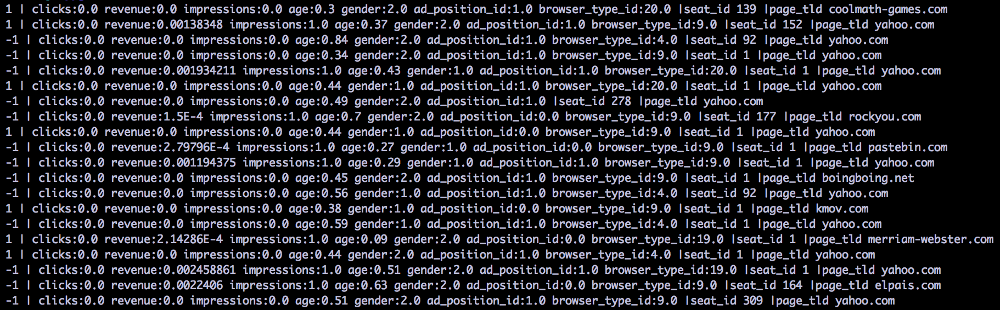 1 | clicks:0.0 revenue:0.0 impressions:0.0 age:0.3 gender:2.0 ad_position_id:1.0 browser_type_id:20.0 |seat_id 139 |page_tld coolmath-games.com
1 | clicks:0.0 revenue:0.00138348 impressions:1.0 age:0.37 gender:2.0 ad_position_id:1.0 browser_type_id:9.0 |seat_id 152 |page_tld yahoo.com
-1 | clicks:0.0 revenue:0.0 impressions:0.0 age:0.84 gender:2.0 ad_position_id:1.0 browser_type_id:4.0 |seat_id 92 |page_tld yahoo.com
-1 | clicks:0.0 revenue:0.0 impressions:0.0 age:0.34 gender:2.0 ad_position_id:1.0 browser_type_id:9.0 |seat_id 1 |page_tld yahoo.com
-1 | clicks:0.0 revenue:0.001934211 impressions:1.0 age:0.43 gender:1.0 ad_position_id:1.0 browser_type_id:20.0 |seat_id 1 |page_tld yahoo.com
1 | clicks:0.0 revenue:0.0 impressions:0.0 age:0.44 gender:1.0 ad_position_id:1.0 browser_type_id:20.0 |seat_id 1 |page_tld yahoo.com
-1 | clicks:0.0 revenue:0.0 impressions:0.0 age:0.49 gender:2.0 ad_position_id:1.0 |seat_id 278 |page_tld yahoo.com
-1 | clicks:0.0 revenue:1.5E-4 impressions:1.0 age:0.7 gender:2.0 ad_position_id:0.0 browser_type_id:9.0 |seat_id 177 |page_tld rockyou.com
1 | clicks:0.0 revenue:0.0 impressions:0.0 age:0.44 gender:1.0 ad_position_id:0.0 browser_type_id:9.0 |seat_id 1 |page_tld yahoo.com
-1 | clicks:0.0 revenue:2.79796E-4 impressions:1.0 age:0.27 gender:1.0 ad_position_id:0.0 browser_type_id:9.0 |seat_id 1 |page_tld pastebin.com
-1 | clicks:0.0 revenue:0.001194375 impressions:1.0 age:0.29 gender:1.0 ad_position_id:1.0 browser_type_id:9.0 |seat_id 1 |page_tld yahoo.com
-1 | clicks:0.0 revenue:0.0 impressions:0.0 age:0.45 gender:2.0 ad_position_id:1.0 browser_type_id:9.0 |seat_id 1 |page_tld boingboing.net
-1 | clicks:0.0 revenue:0.0 impressions:0.0 age:0.56 gender:1.0 ad_position_id:1.0 browser_type_id:4.0 |seat_id 92 |page_tld yahoo.com
1 | clicks:0.0 revenue:0.0 impressions:0.0 age:0.38 gender:1.0 ad_position_id:0.0 browser_type_id:9.0 |seat_id 1 |page_tld kmov.com
-1 | clicks:0.0 revenue:0.0 impressions:0.0 age:0.59 gender:1.0 ad_position_id:1.0 browser_type_id:4.0 |seat_id 1 |page_tld yahoo.com
1 | clicks:0.0 revenue:2.14286E-4 impressions:1.0 age:0.09 gender:2.0 ad_position_id:0.0 browser_type_id:19.0 |seat_id 1 |page_tld merriam-webster.com
1 | clicks:0.0 revenue:0.0 impressions:0.0 age:0.44 gender:2.0 ad_position_id:1.0 browser_type_id:4.0 |seat_id 1 |page_tld yahoo.com
-1 | clicks:0.0 revenue:0.002458861 impressions:1.0 age:0.51 gender:2.0 ad_position_id:1.0 browser_type_id:19.0 |seat_id 1 |page_tld yahoo.com
-1 | clicks:0.0 revenue:0.0022406 impressions:1.0 age:0.63 gender:2.0 ad_position_id:0.0 browser_type_id:9.0 |seat_id 164 |page_tld elpais.com
-1 | clicks:0.0 revenue:0.0 impressions:0.0 age:0.51 gender:2.0 ad_position_id:1.0 browser_type_id:9.0 |seat_id 309 |page_tld yahoo.com